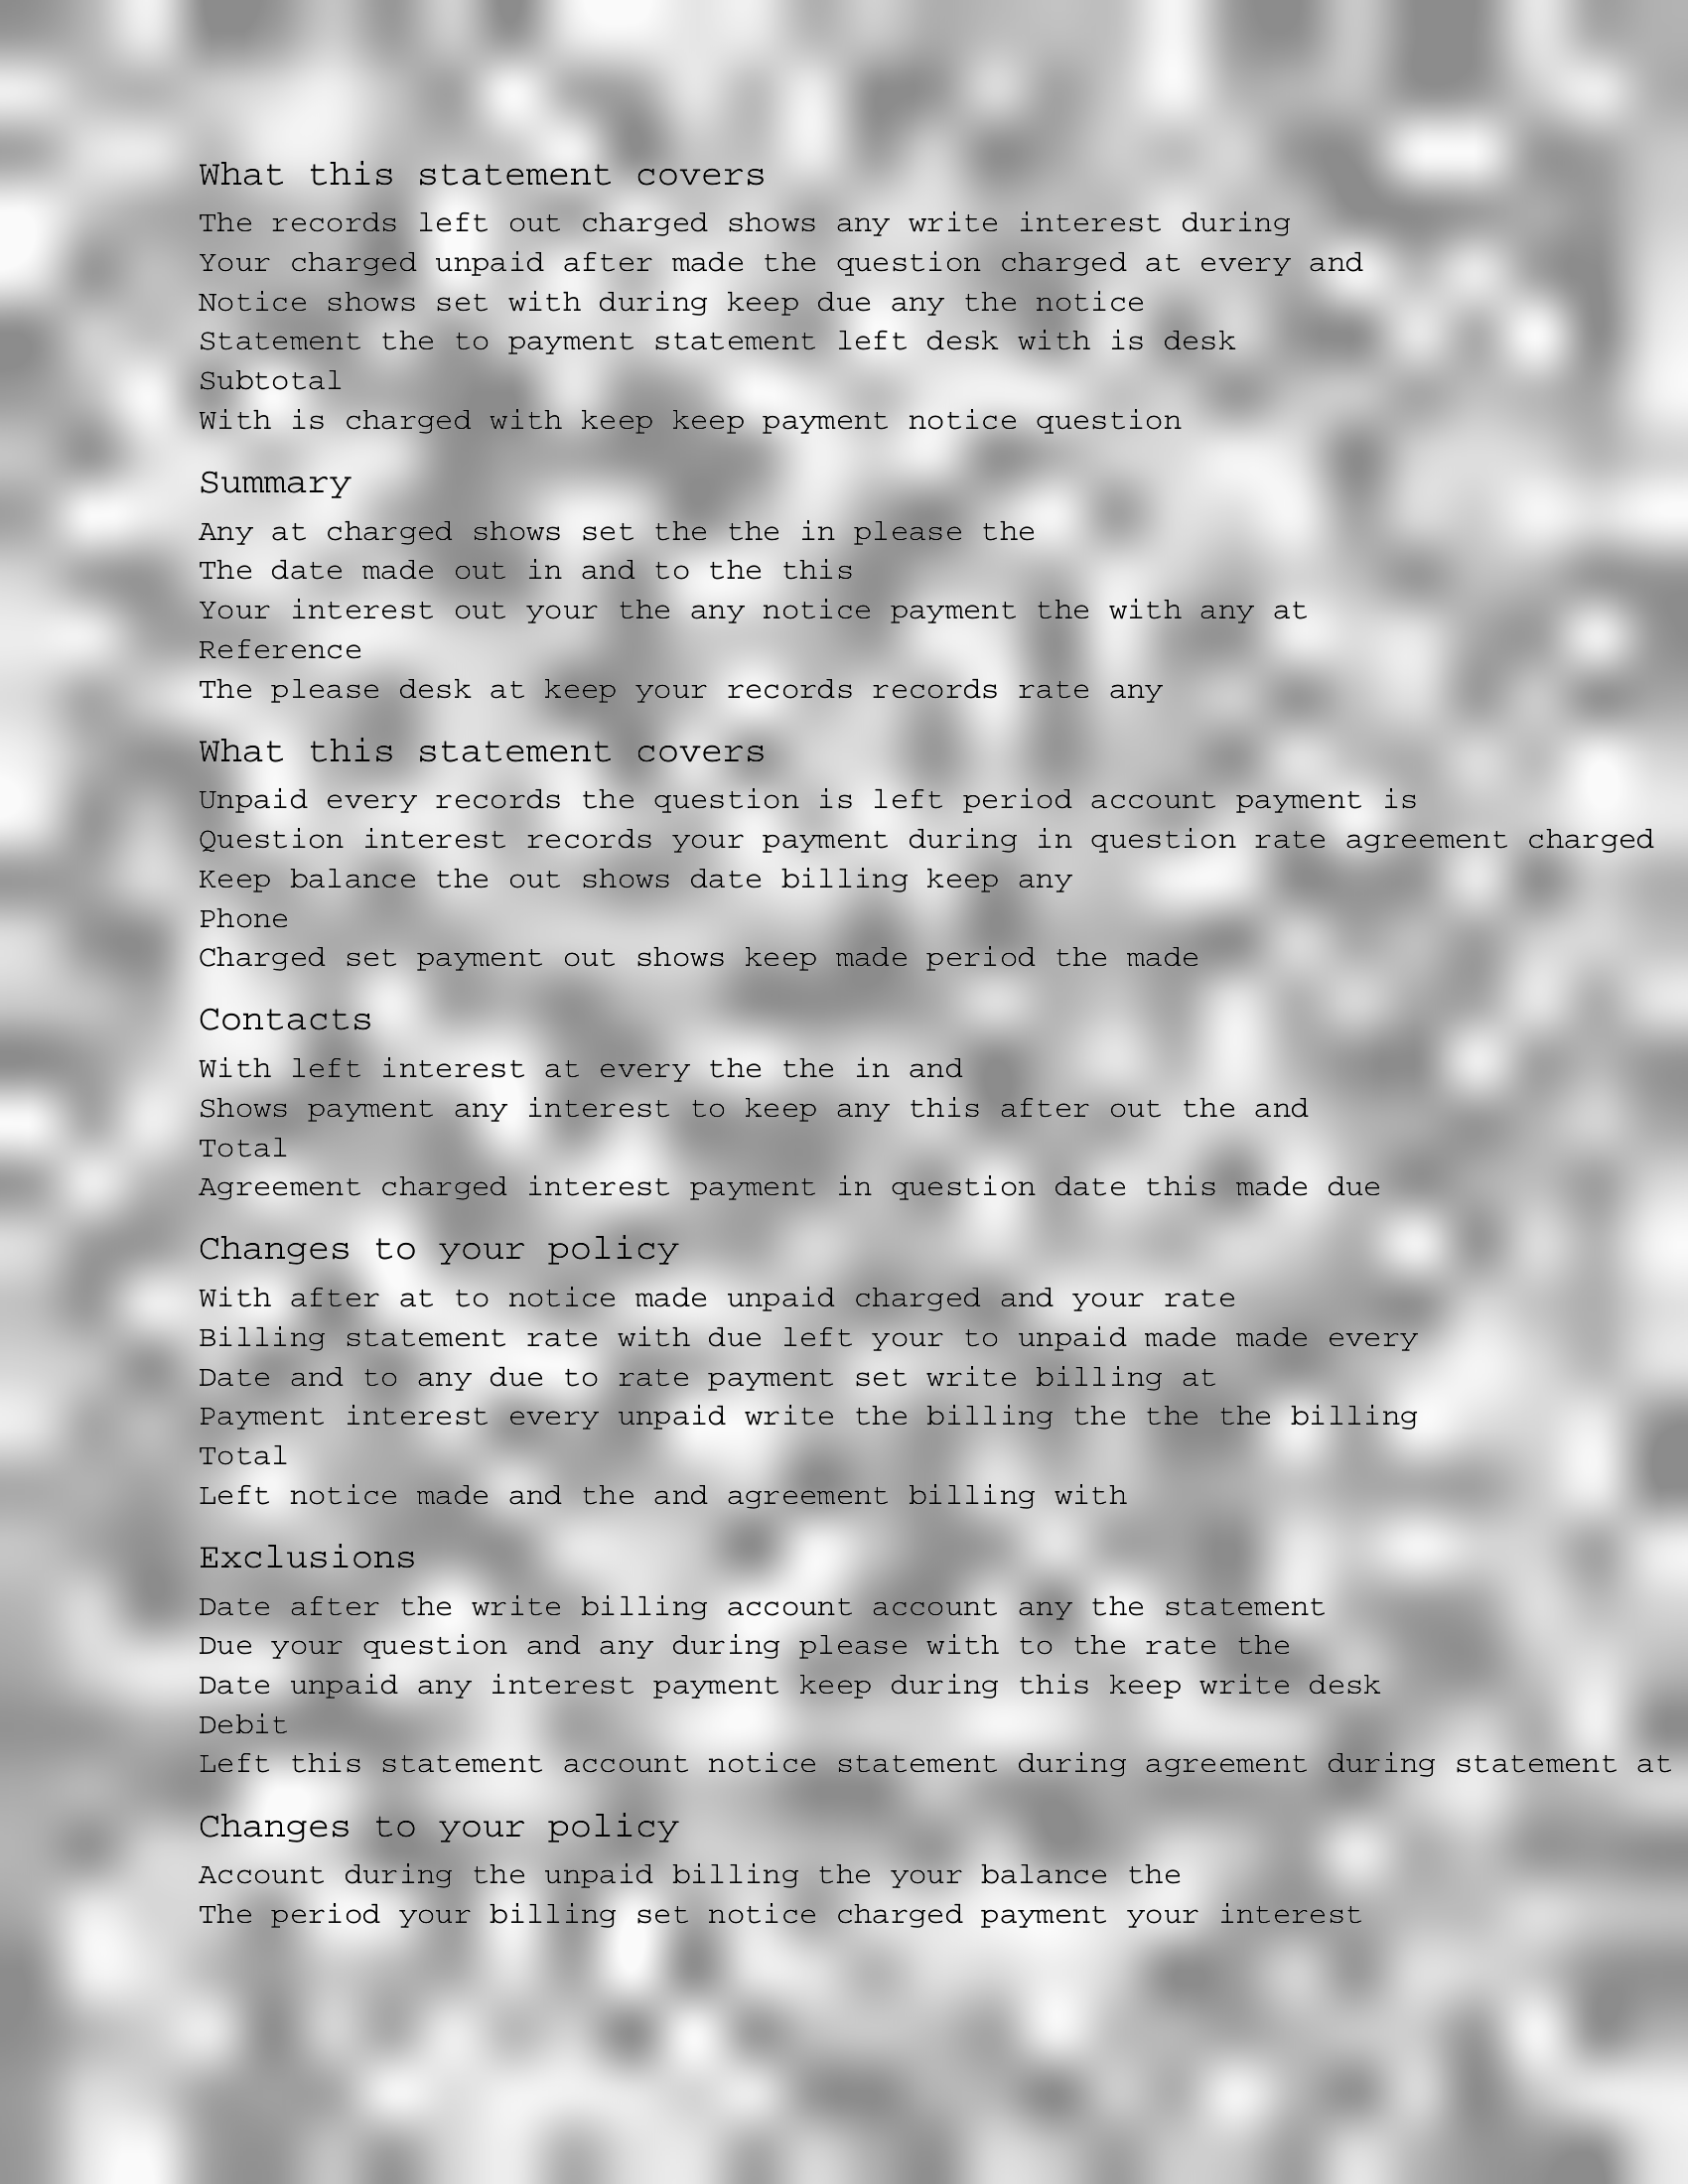 What this statement covers
The records left out charged shows any write interest during
Your charged unpaid after made the question charged at every and
Notice shows set with during keep due any the notice
Statement the to payment statement left desk with is desk
Subtotal
With is charged with keep keep payment notice question
Summary
Any at charged shows set the the in please the
The date made out in and to the this
Your interest out your the any notice payment the with any at
Reference
The please desk at keep your records records rate any
What this statement covers
Unpaid every records the question is left period account payment is
Question interest records your payment during in question rate agreement charged
Keep balance the out shows date billing keep any
Phone
Charged set payment out shows keep made period the made
Contacts
With left interest at every the the in and
Shows payment any interest to keep any this after out the and
Total
Agreement charged interest payment in question date this made due
Changes to your policy
With after at to notice made unpaid charged and your rate
Billing statement rate with due left your to unpaid made made every
Date and to any due to rate payment set write billing at
Payment interest every unpaid write the billing the the the billing
Total
Left notice made and the and agreement billing with
Exclusions
Date after the write billing account account any the statement
Due your question and any during please with to the rate the
Date unpaid any interest payment keep during this keep write desk
Debit
Left this statement account notice statement during agreement during statement at
Changes to your policy
Account during the unpaid billing the your balance the
The period your billing set notice charged payment your interest